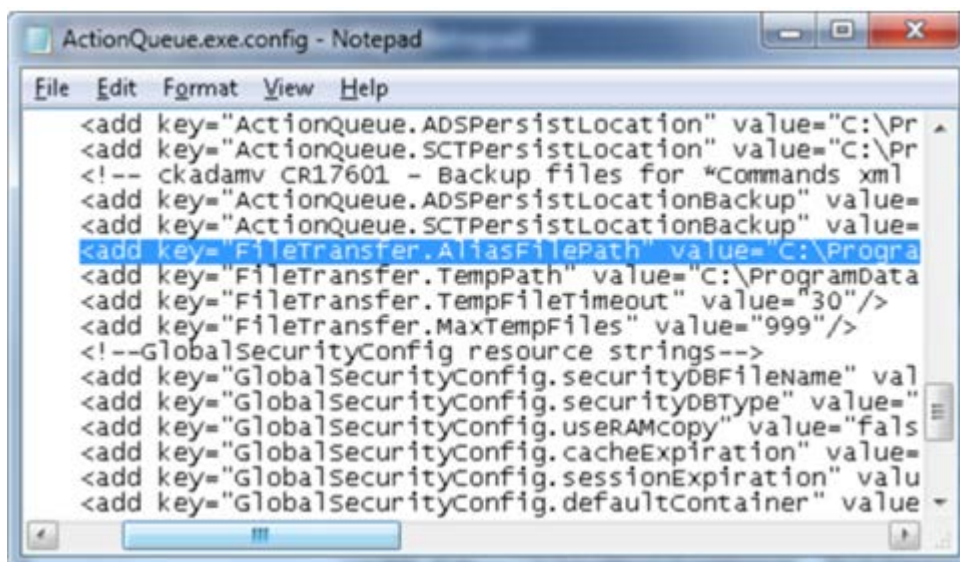 ActionQueue.exe.config - Notepad
File Edit Format View Help
<add key="ActionQueue.ADSPersistLocation" value="C:\Pr
<add key="ActionQueue.SCTPersistLocation" value="C:\Pr
<!-- ckadamv CR17601 - Backup files for *Commands xml
<add key="ActionQueue.ADSPersistLocationBackup" value=
<add key="ActionQueue.SCTPersistLocationBackup" value=
<add key="FileTransfer.AliasFilePath" value="C:\Progra
<add key="FileTransfer.TempPath" value="C:\ProgramData
<add key="FileTransfer.TempFileTimeout" value="30"/>
<add key="FileTransfer.MaxTempFiles" value="999"/>
<!--GlobalSecurityConfig resource strings-->
<add key="GlobalSecurityConfig.securityDBFileName" val
<add key="GlobalSecurityConfig.securityDBType" value="
<add key="GlobalSecurityConfig.useRAMcopy" value="fals
<add key="GlobalSecurityConfig.cacheExpiration" value=
<add key="GlobalSecurityConfig.sessionExpiration" valu
<add key="GlobalSecurityConfig.defaultContainer" value